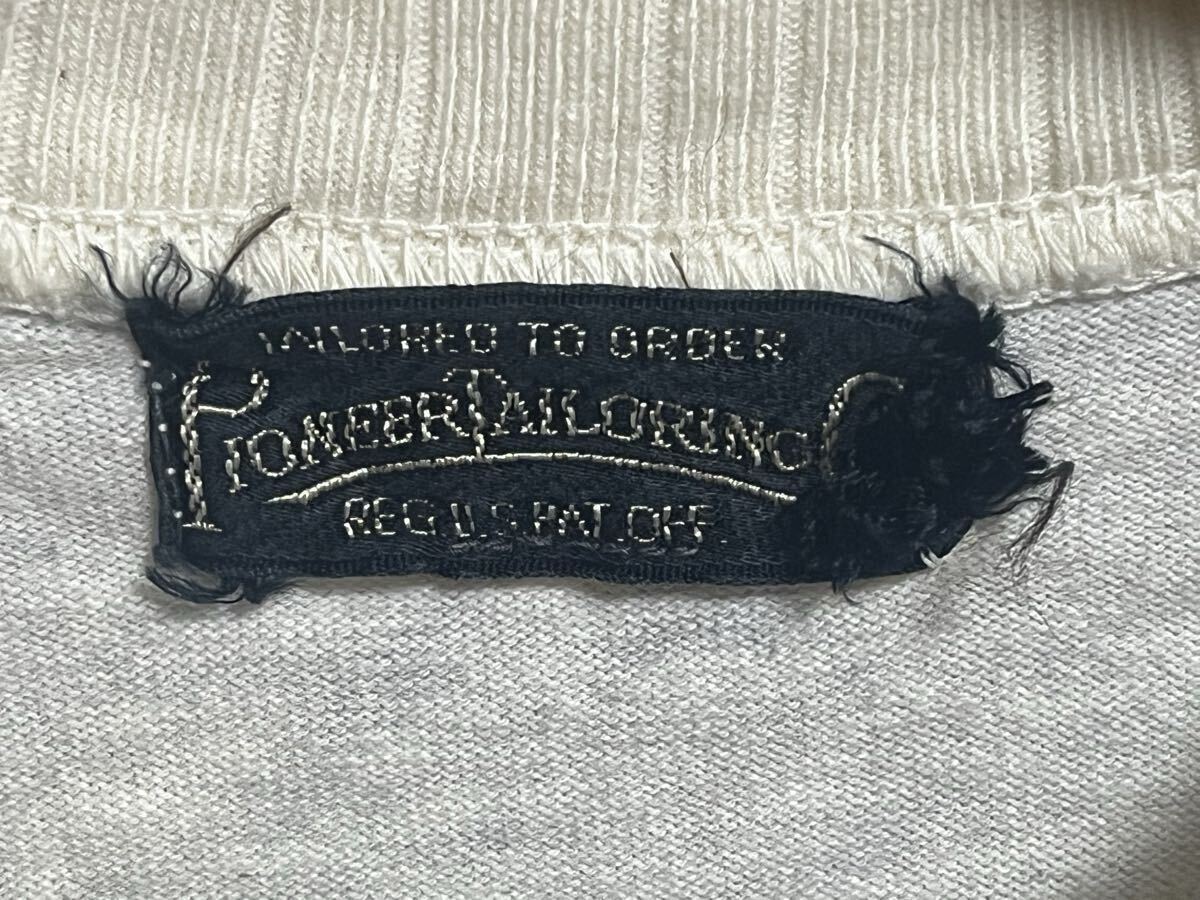 TAILORED TO ORDER
PIONEER TAILORING C
REG. U.S. PAT. OFF.